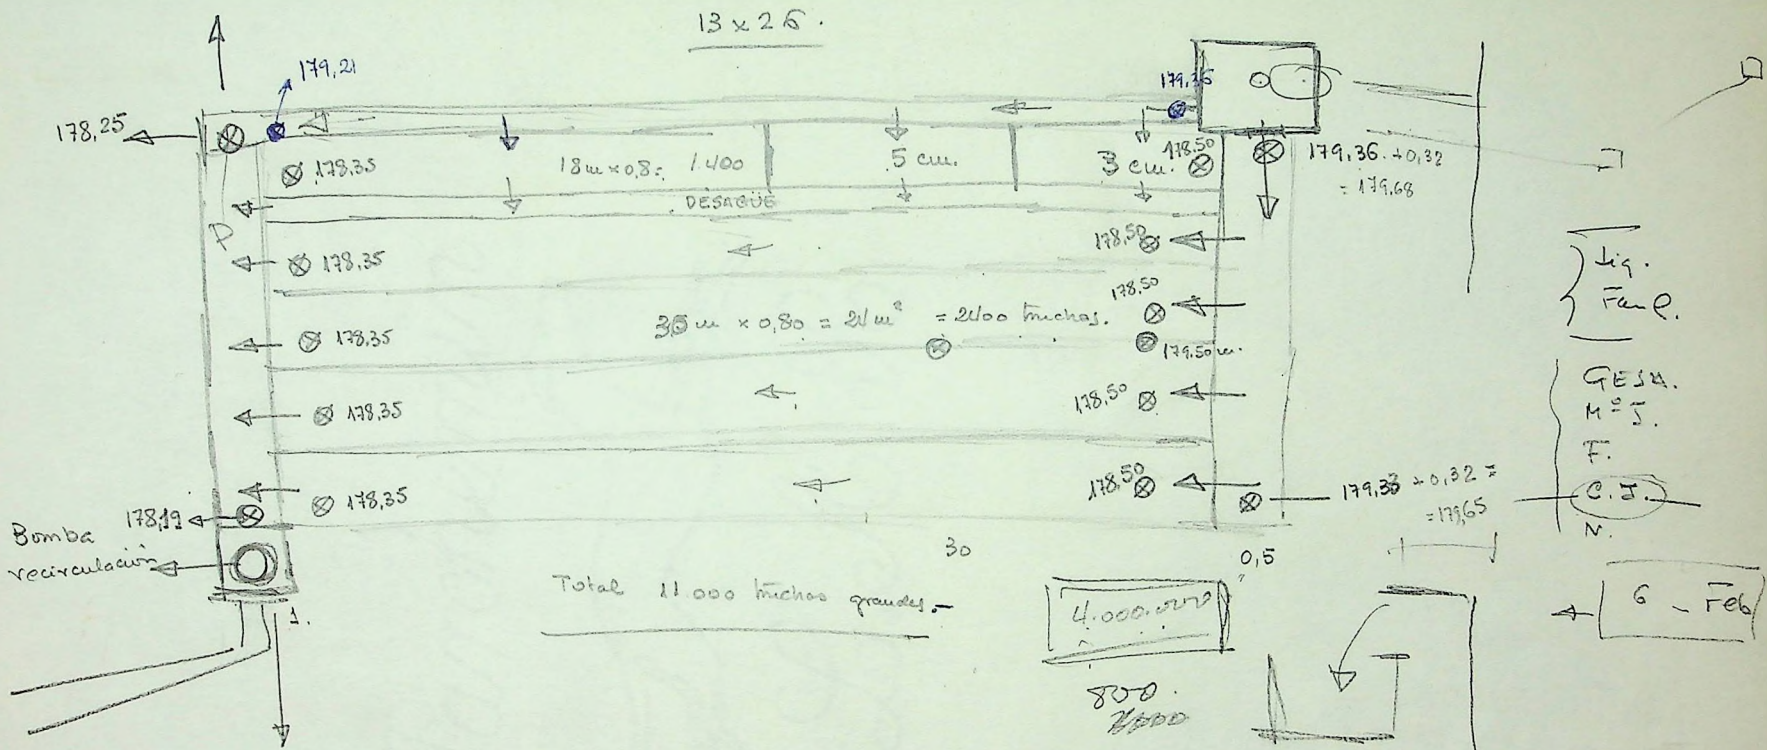 13 x 26.
179,21
179,36
178,25
178,35
18m x 0,8 = 1.400
5 cm.
3 cm.
178,50
179,36 + 0,32
= 179,68
DESAGÜE
178,35
178,50
178,50
30 m x 0,80 = 24 m² = 2400 truchas.
178,35
179,50 m.
178,35
178,50
178,35
178,50
179,33 + 0,32 =
= 179,65
178,19
Bomba
recirculación
30
0,5
1.
Total 11.000 truchas grandes.-
4.000.000
800.
GESA.
Mª J.
F.
C. J.
N.
6 - Feb